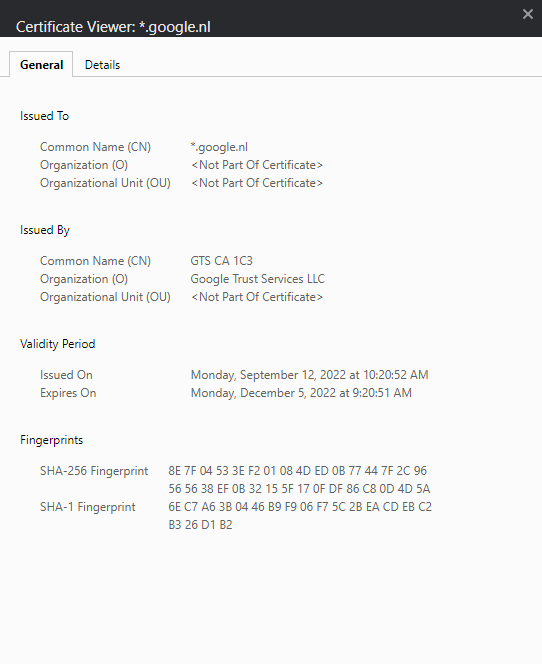 Certificate Viewer: *.google.nl
General Details
Issued To
Common Name (CN) *.google.nl
Organization (O) <Not Part Of Certificate>
Organizational Unit (OU) <Not Part Of Certificate>
Issued By
Common Name (CN) GTS CA 1C3
Organization (O) Google Trust Services LLC
Organizational Unit (OU) <Not Part Of Certificate>
Validity Period
Issued On Monday, September 12, 2022 at 10:20:52 AM
Expires On Monday, December 5, 2022 at 9:20:51 AM
Fingerprints
SHA-256 Fingerprint 8E 7F 04 53 3E F2 01 08 4D ED 0B 77 44 7F 2C 96
56 56 38 EF 0B 32 15 5F 17 0F DF 86 C8 0D 4D 5A
SHA-1 Fingerprint 6E C7 A6 3B 04 46 B9 F9 06 F7 5C 2B EA CD EB C2
B3 26 D1 B2